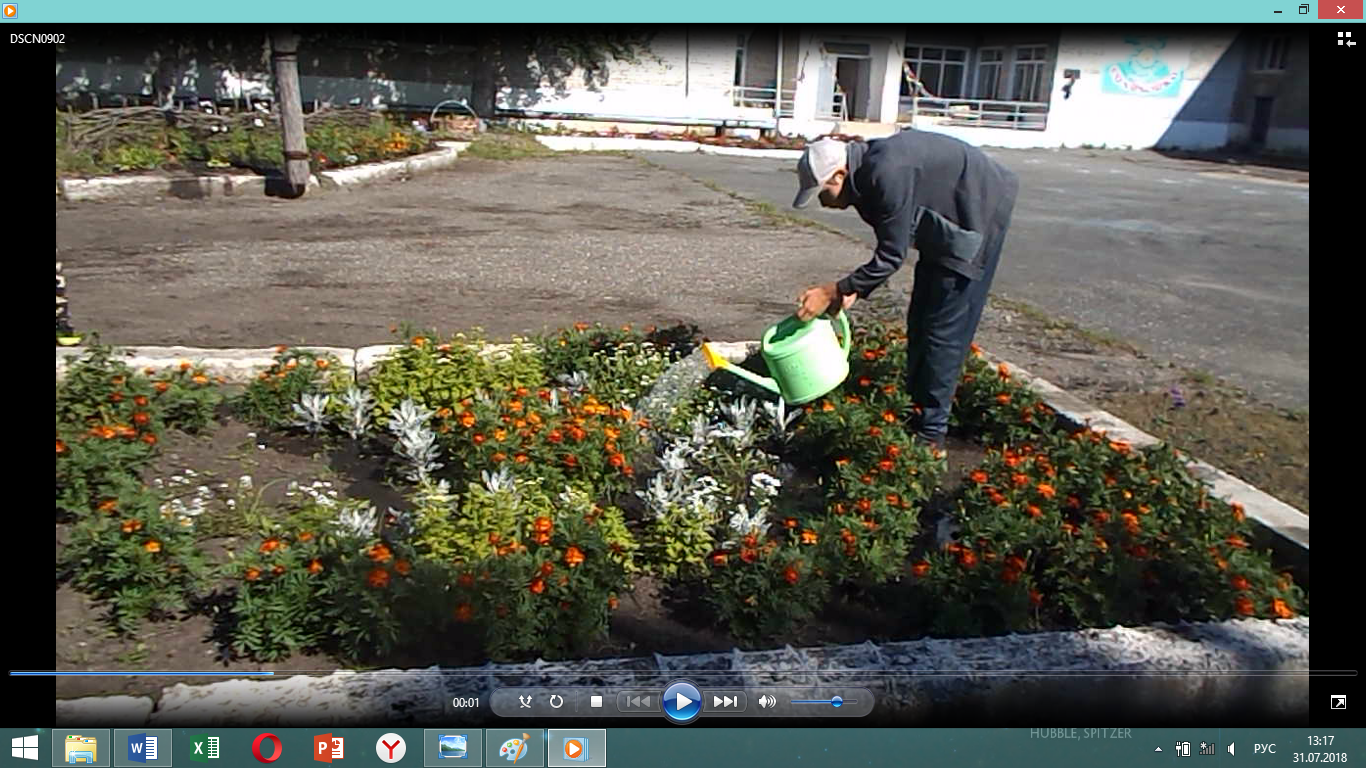 DSCN0902
00:01
HUBBLE, SPITZER
РУС
13:17
31.07.2018